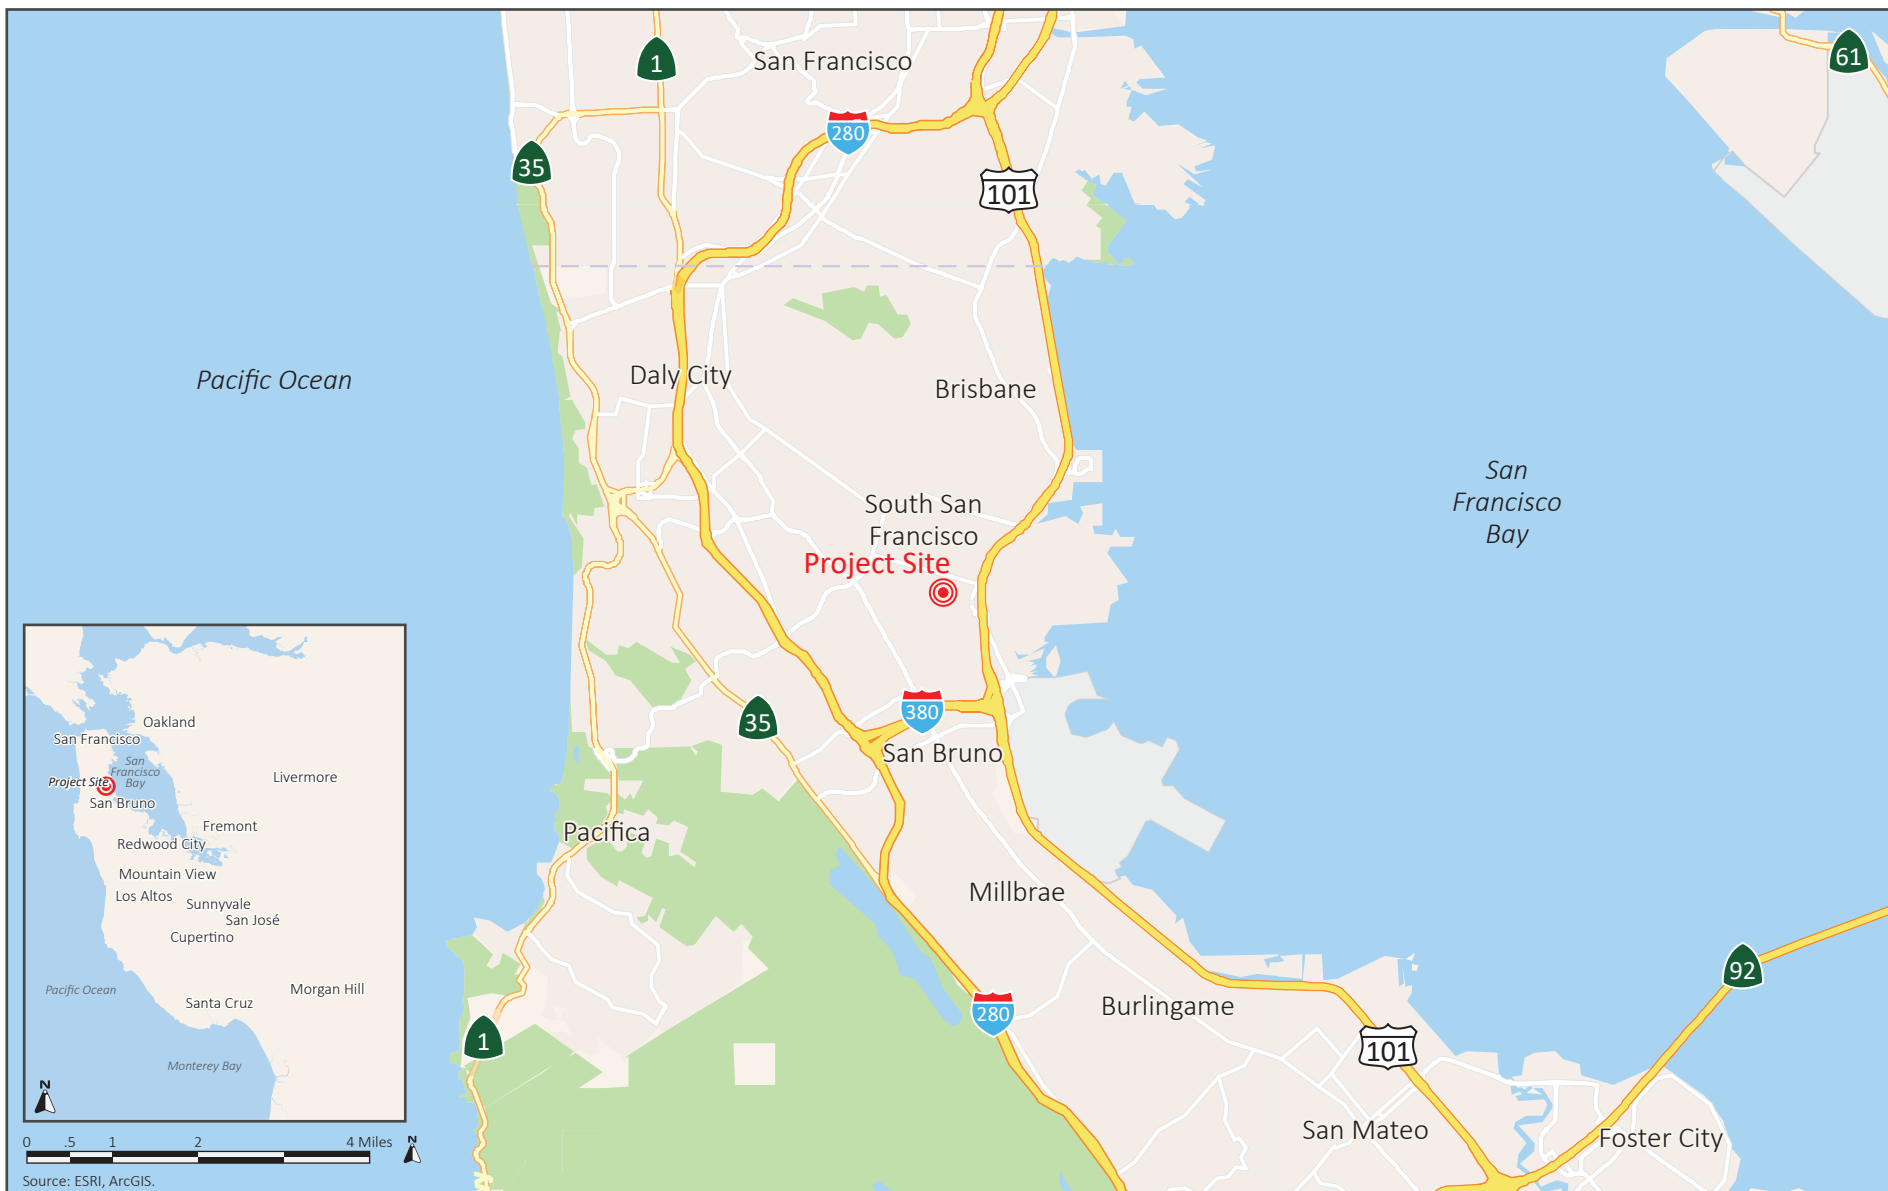 1
San Francisco
61
280
35
101
Pacific Ocean
Daly City
Brisbane
San
Francisco
Bay
South San
Francisco
Project Site
35
380
San Bruno
Pacifica
Millbrae
92
Burlingame
280
1
101
San Mateo
Foster City
Oakland
San Francisco
San
Francisco
Bay
Project Site
Livermore
San Bruno
Fremont
Redwood City
Mountain View
Los Altos
Sunnyvale
San José
Cupertino
Pacific Ocean
Santa Cruz
Morgan Hill
Monterey Bay
N
0 .5 1 2 4 Miles
N
Source: ESRI, ArcGIS.